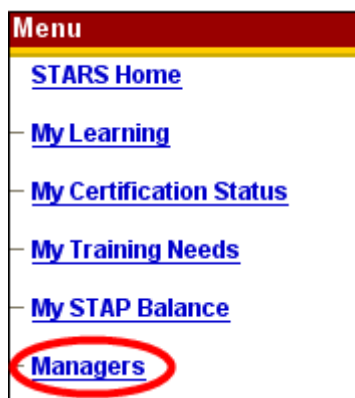 Menu
STARS Home
My Learning
My Certification Status
My Training Needs
My STAP Balance
Managers